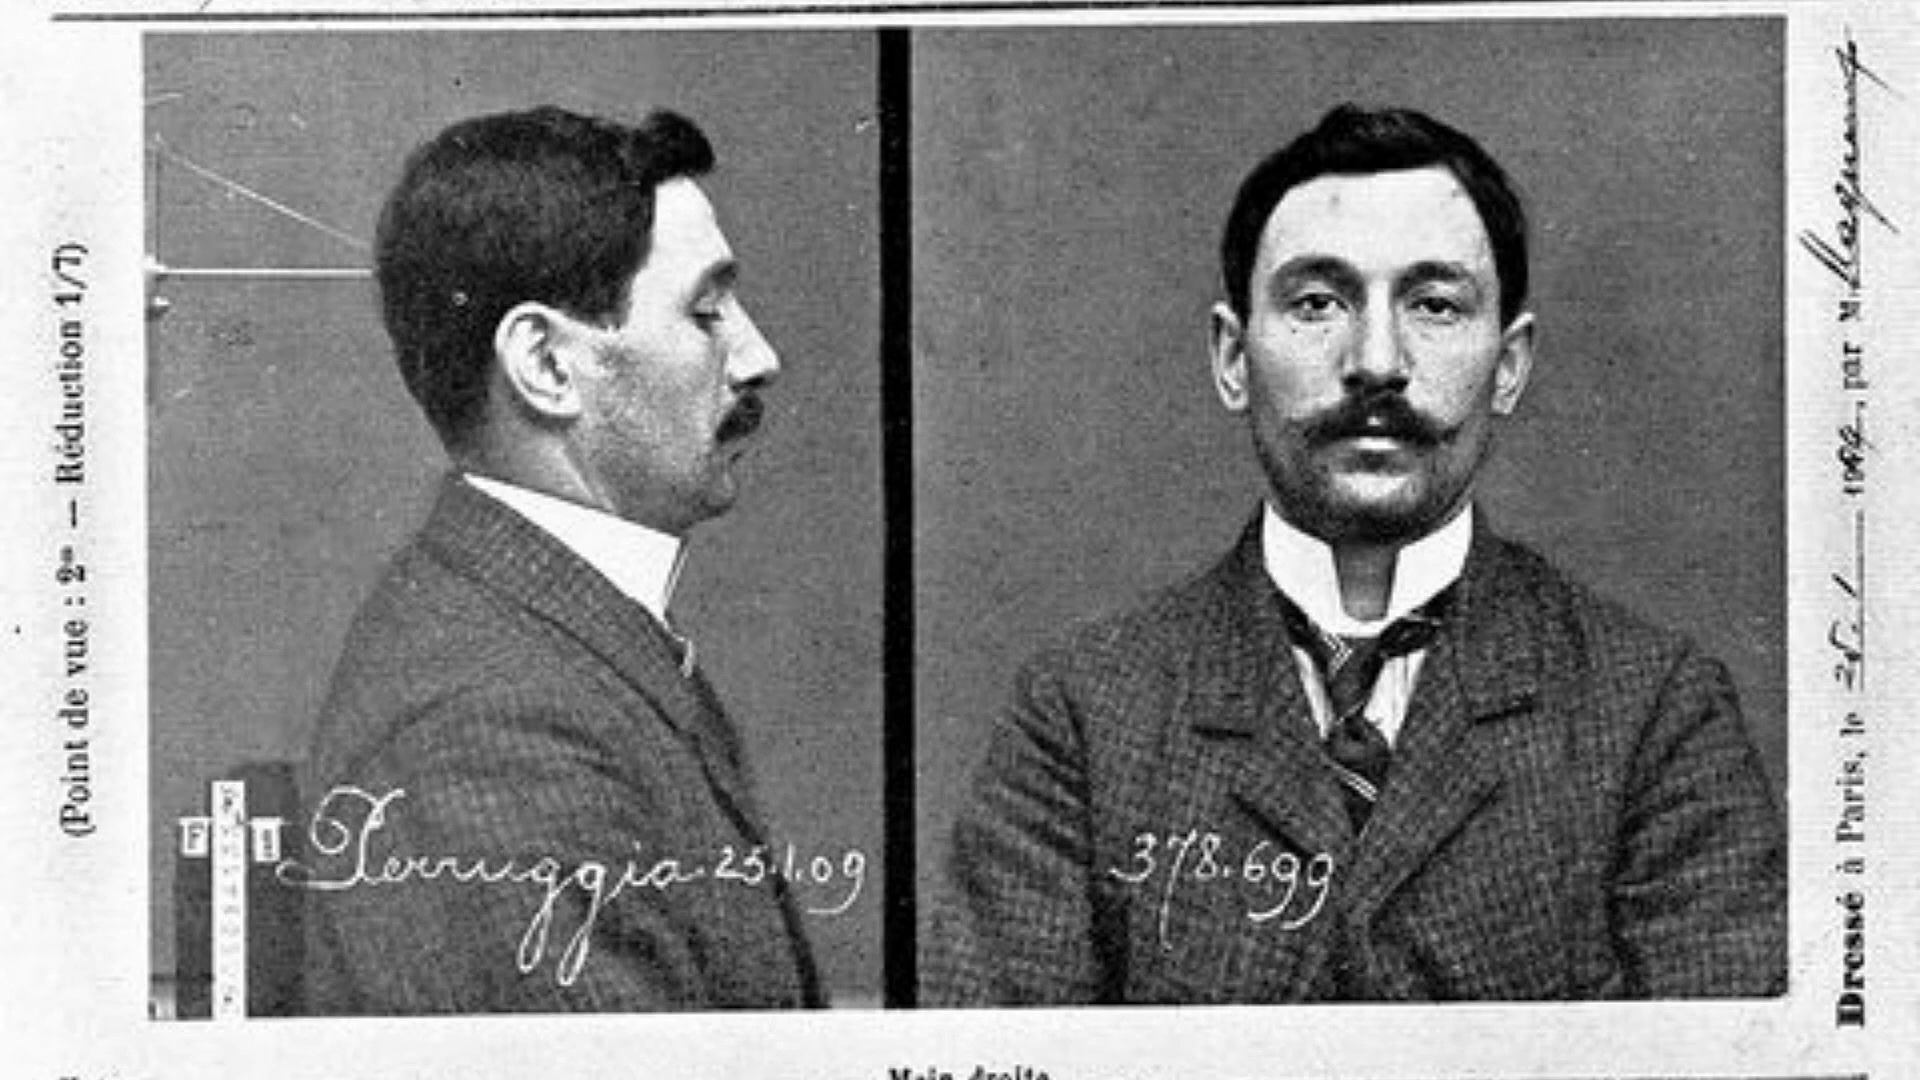 (Point de vue : 2ᵐ — Réduction 1/7)
Perruggia 25.1.09
378.699
Dressé à Paris, le 25. 1 1909, par M.
Main droite